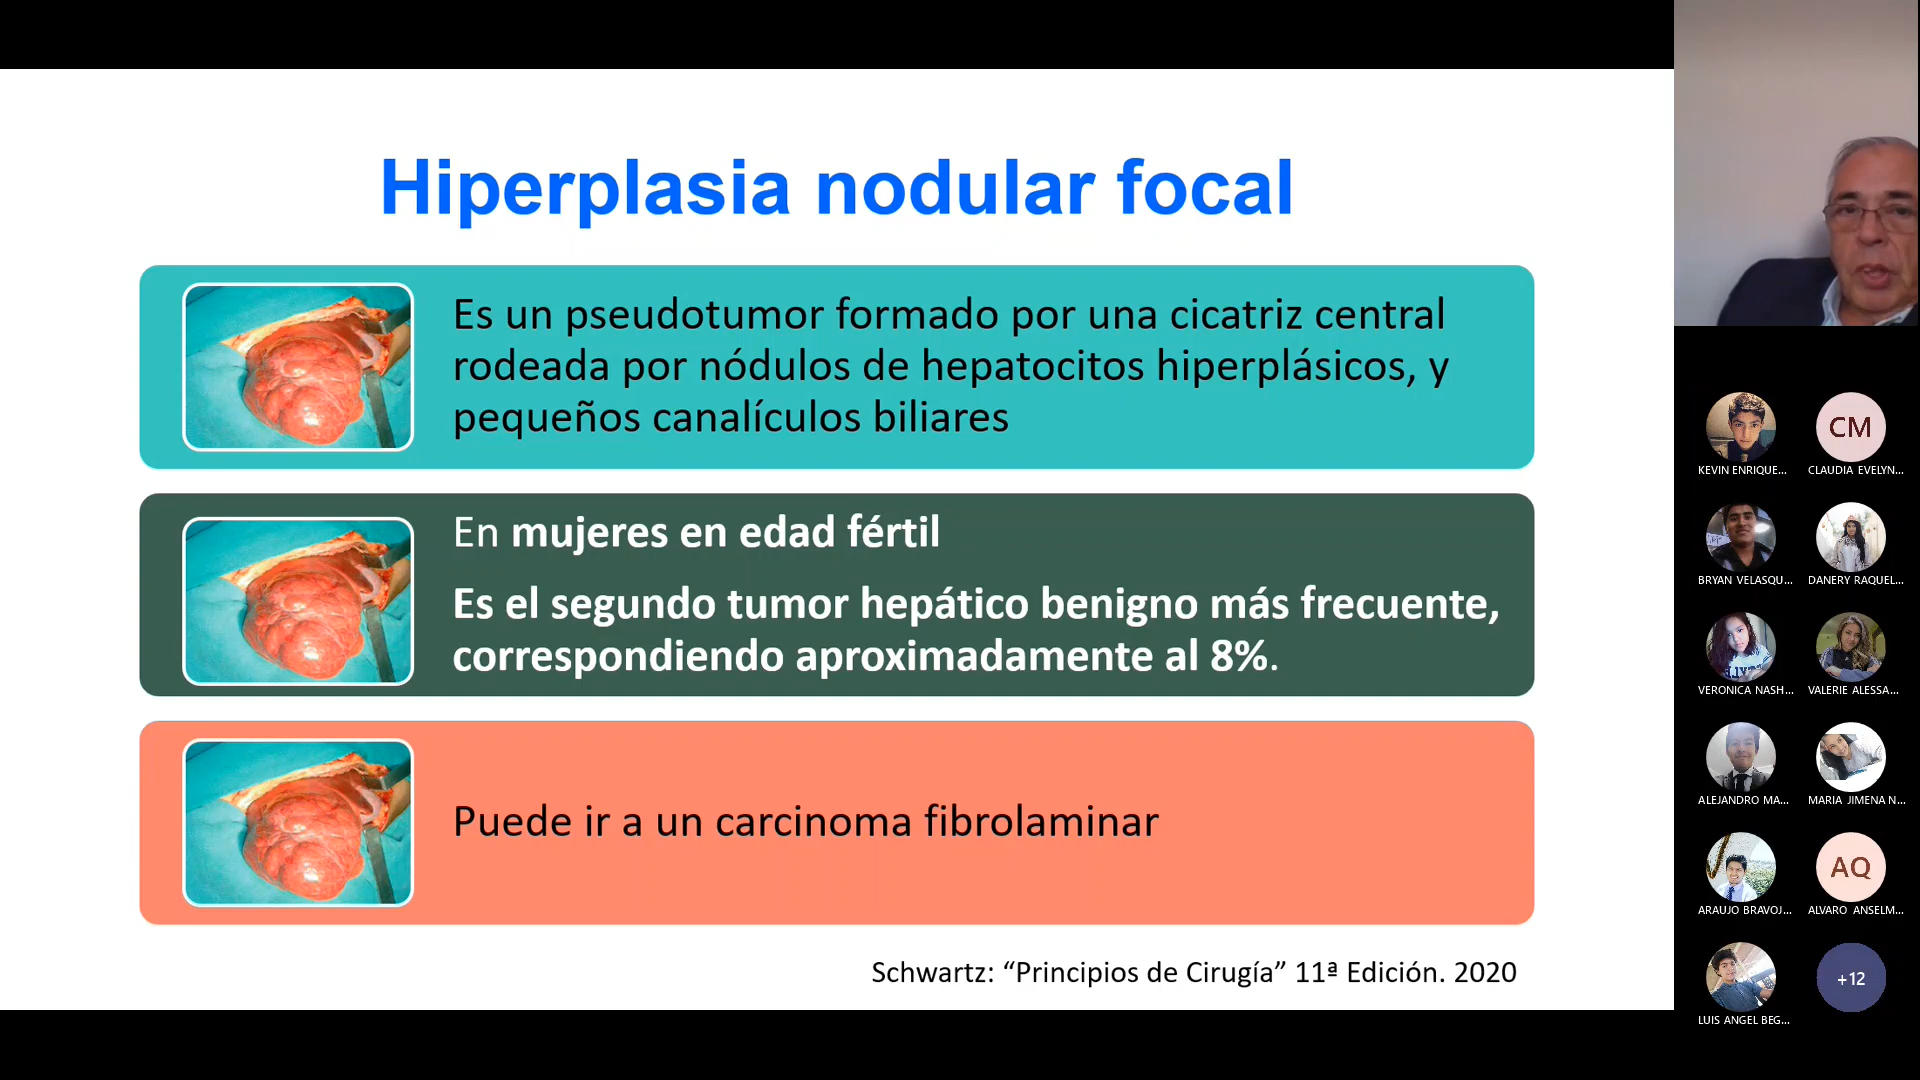 Hiperplasia nodular focal
Es un pseudotumor formado por una cicatriz central
rodeada por nódulos de hepatocitos hiperplásicos, y
pequeños canalículos biliares
En mujeres en edad fértil
Es el segundo tumor hepático benigno más frecuente,
correspondiendo aproximadamente al 8%.
Puede ir a un carcinoma fibrolaminar
Schwartz: “Principios de Cirugía” 11ª Edición. 2020
KEVIN ENRIQUE...
CM
CLAUDIA EVELYN...
BRYAN VELASQU...
DANERY RAQUEL...
VERONICA NASH...
VALERIE ALESSA...
ALEJANDRO MA...
MARIA JIMENA N...
ARAUJO BRAVOJ...
AQ
ALVARO ANSELM...
LUIS ANGEL BEG...
+12